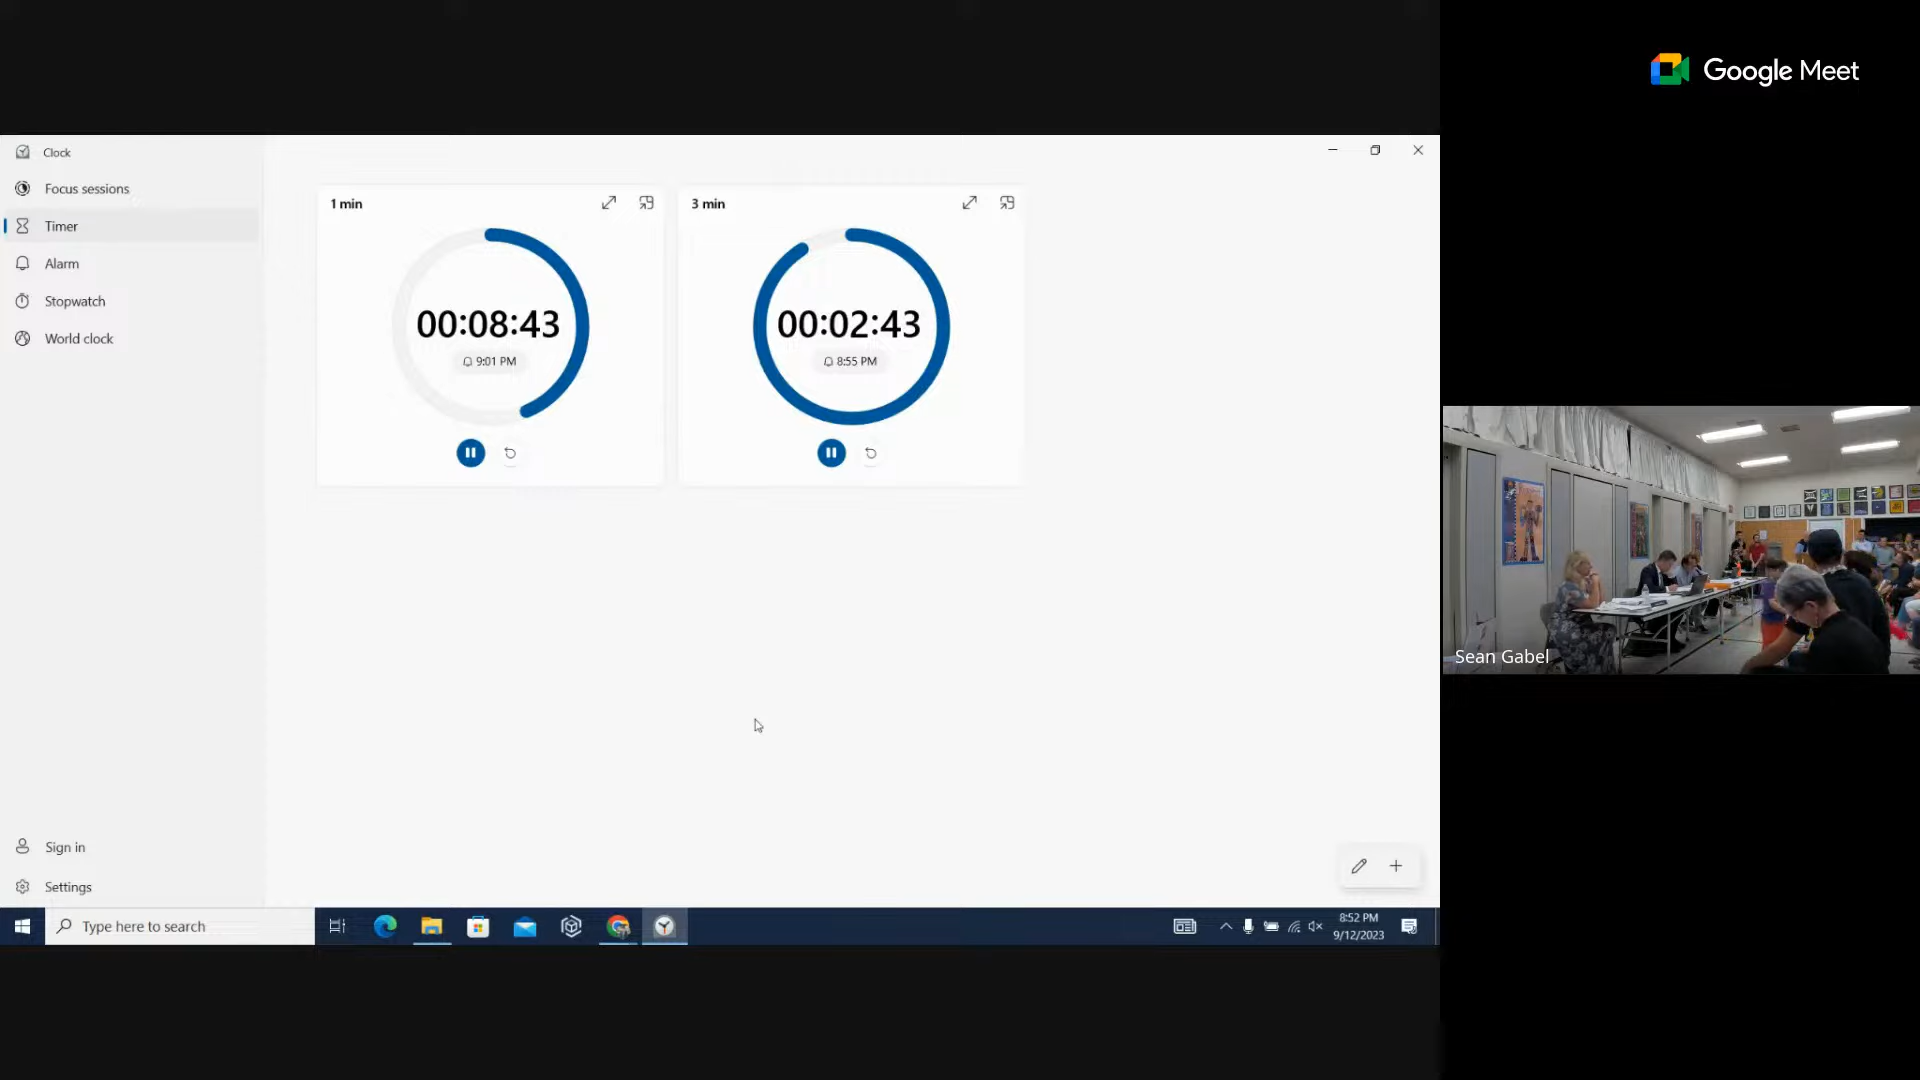 Google Meet
Clock
Focus sessions
Timer
Alarm
Stopwatch
World clock
1 min
00:08:43
9:01 PM
3 min
00:02:43
8:55 PM
Sean Gabel
Sign in
Settings
Type here to search
8:52 PM
9/12/2023